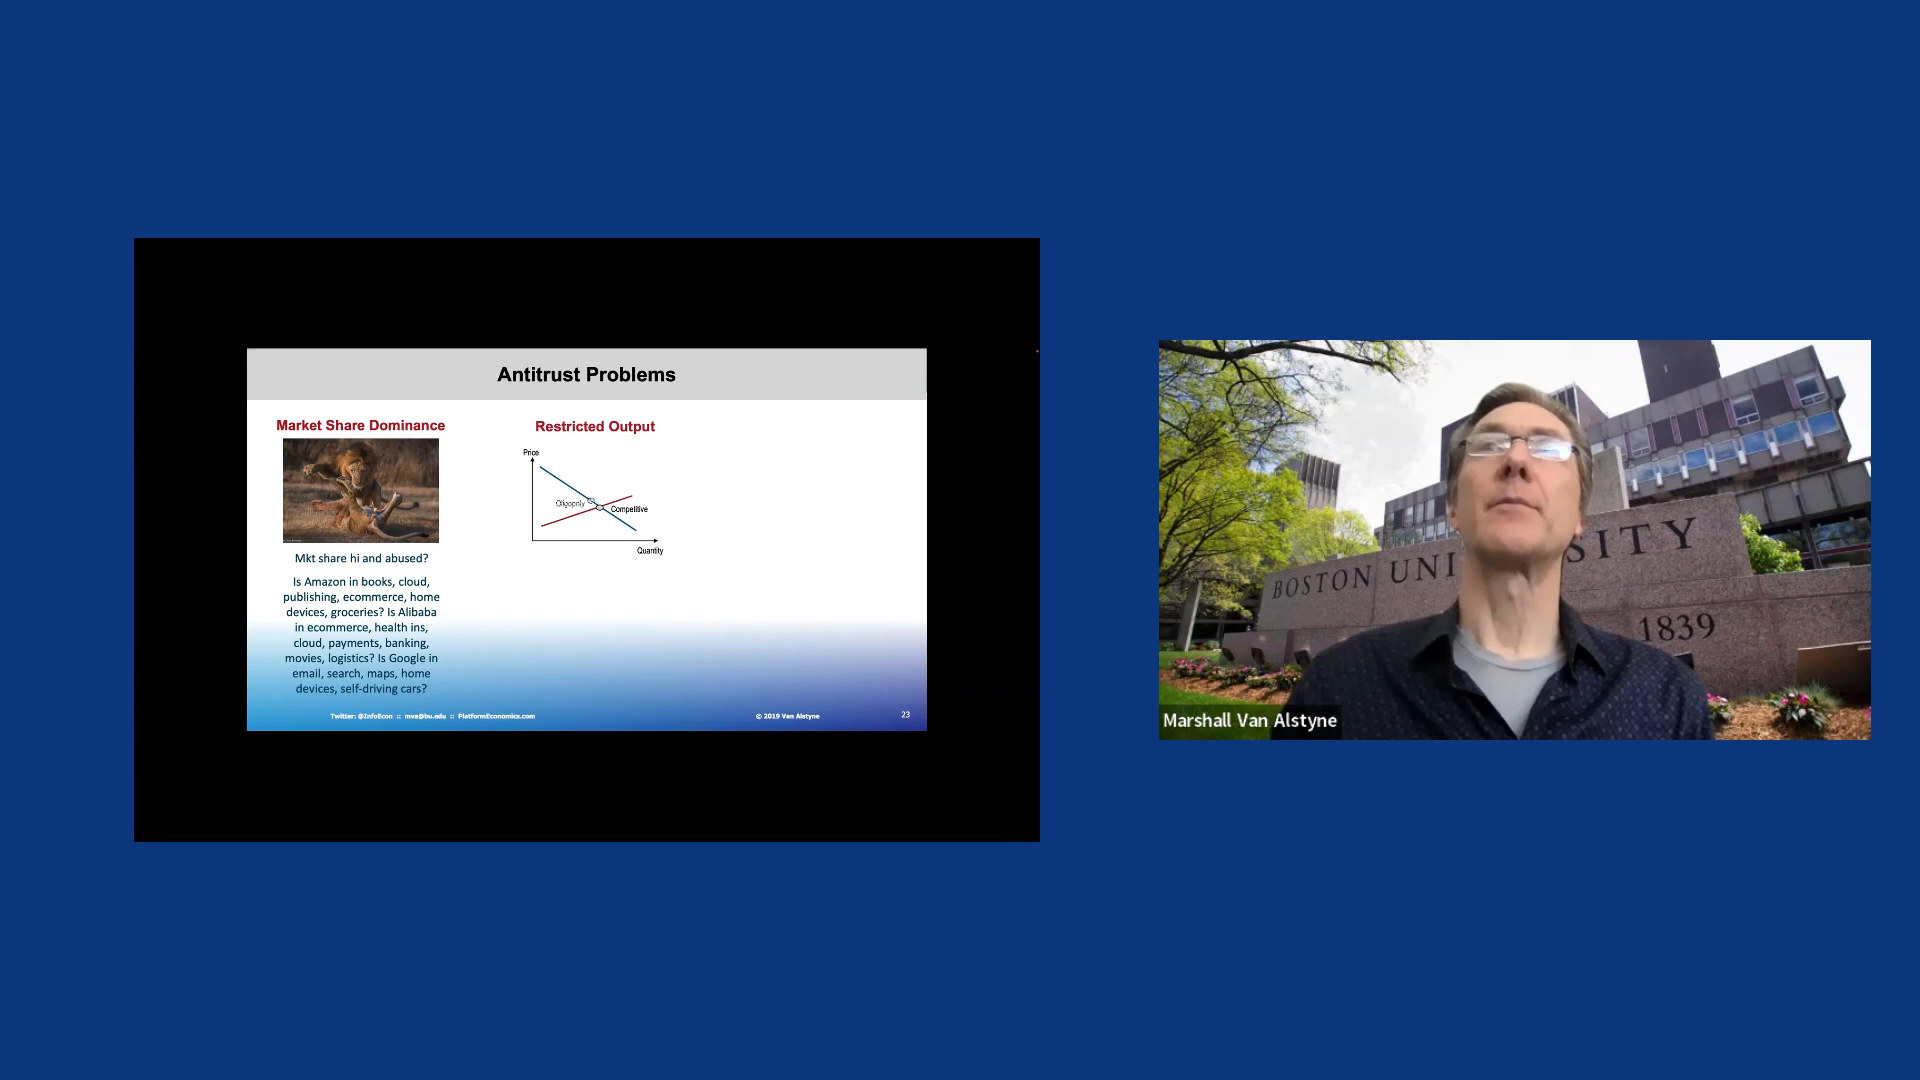 Antitrust Problems
Market Share Dominance
Mkt share hi and abused?
Is Amazon in books, cloud,
publishing, ecommerce, home
devices, groceries? Is Alibaba
in ecommerce, health ins,
cloud, payments, banking,
movies, logistics? Is Google in
email, search, maps, home
devices, self-driving cars?
Restricted Output
Price
Oligopoly
Competitive
Quantity
Twitter: @InfoEcon :: mva@bu.edu :: PlatformEconomics.com
© 2019 Van Alstyne
23
BOSTON UNI SITY
1839
Marshall Van Alstyne